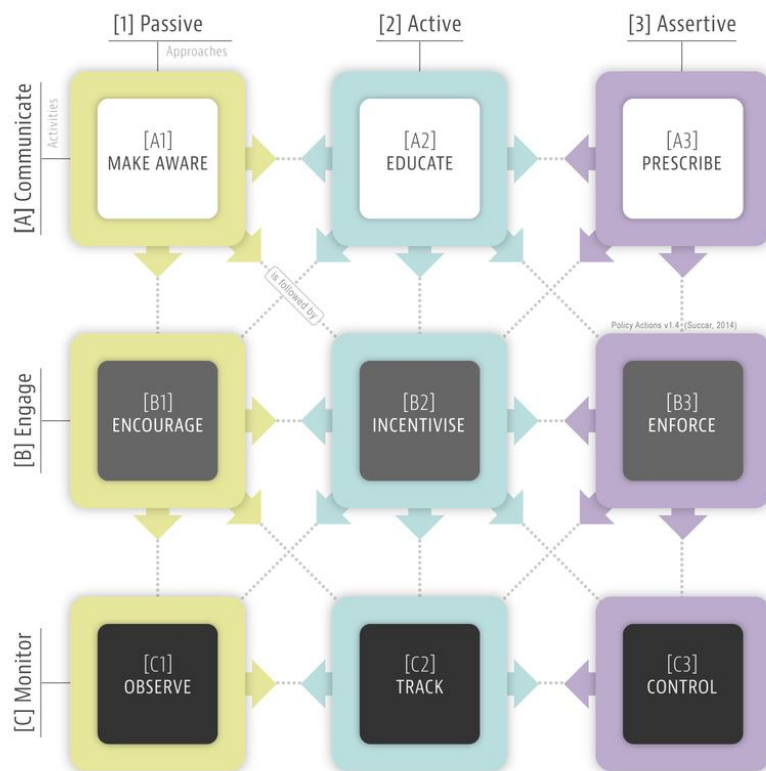 [1] Passive
[2] Active
[3] Assertive
Approaches
Activities
[A] Communicate
[A1]
MAKE AWARE
[A2]
EDUCATE
[A3]
PRESCRIBE
is followed by
Policy Actions v1.4 (Succar, 2014)
[B] Engage
[B1]
ENCOURAGE
[B2]
INCENTIVISE
[B3]
ENFORCE
[C] Monitor
[C1]
OBSERVE
[C2]
TRACK
[C3]
CONTROL